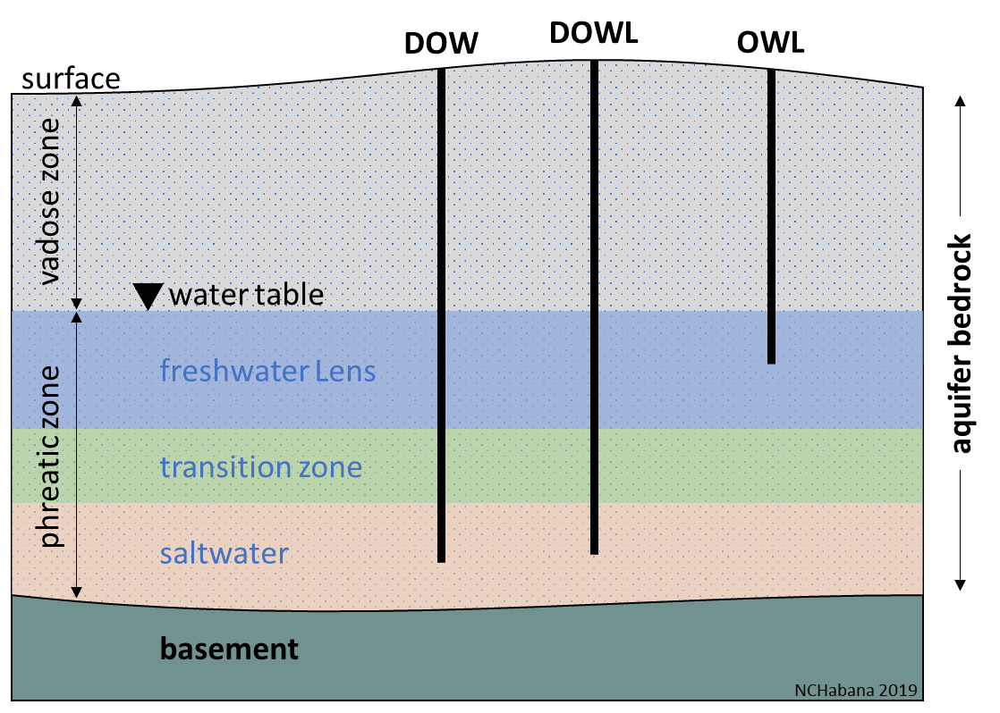 DOW
DOWL
OWL
surface
vadose zone
water table
aquifer bedrock
freshwater Lens
phreatic zone
transition zone
saltwater
basement
NCHabana 2019